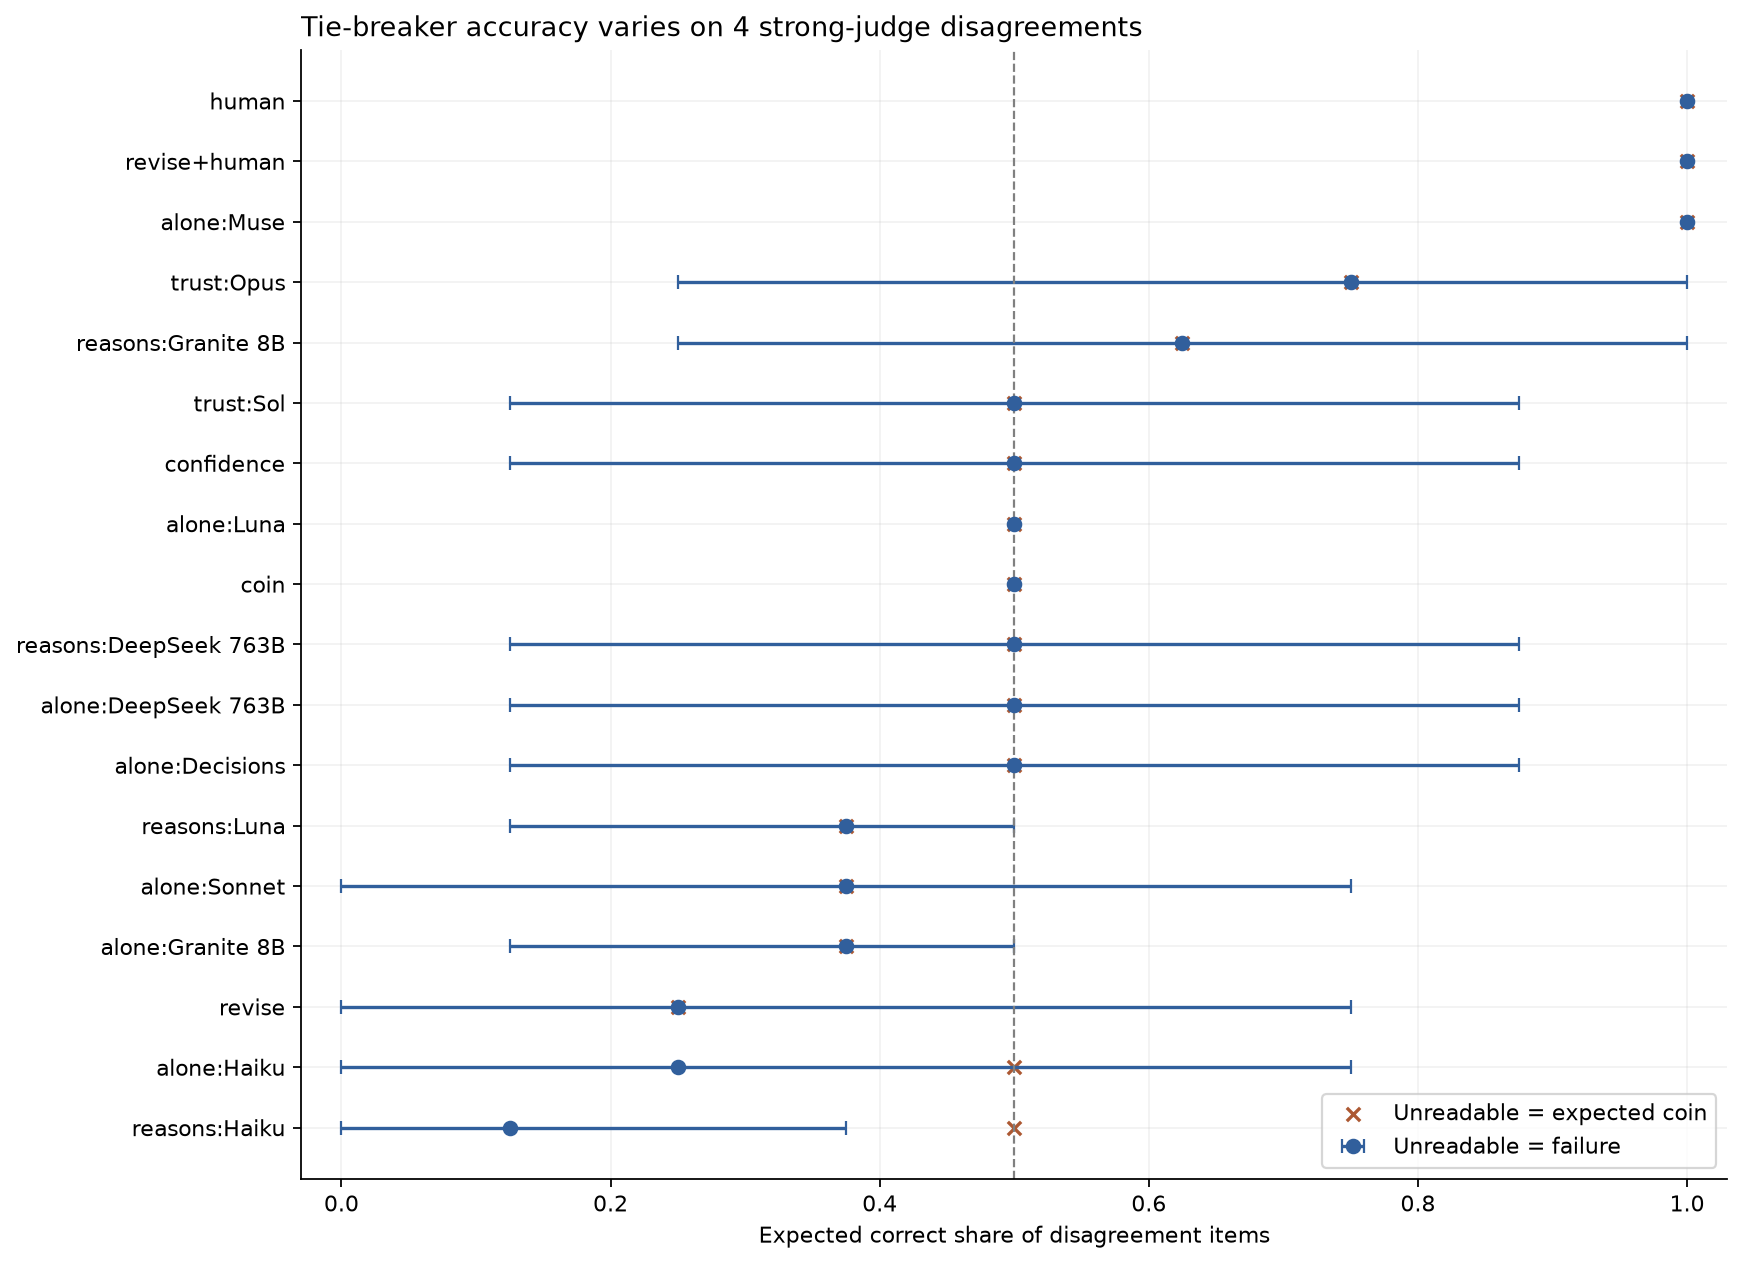 Tie-breaker accuracy varies on 4 strong-judge disagreements
human
revise+human
alone:Muse
trust:Opus
reasons:Granite 8B
trust:Sol
confidence
alone:Luna
coin
reasons:DeepSeek 763B
alone:DeepSeek 763B
alone:Decisions
reasons:Luna
alone:Sonnet
alone:Granite 8B
revise
alone:Haiku
reasons:Haiku
Unreadable = expected coin
Unreadable = failure
0.0 0.2 0.4 0.6 0.8 1.0
Expected correct share of disagreement items